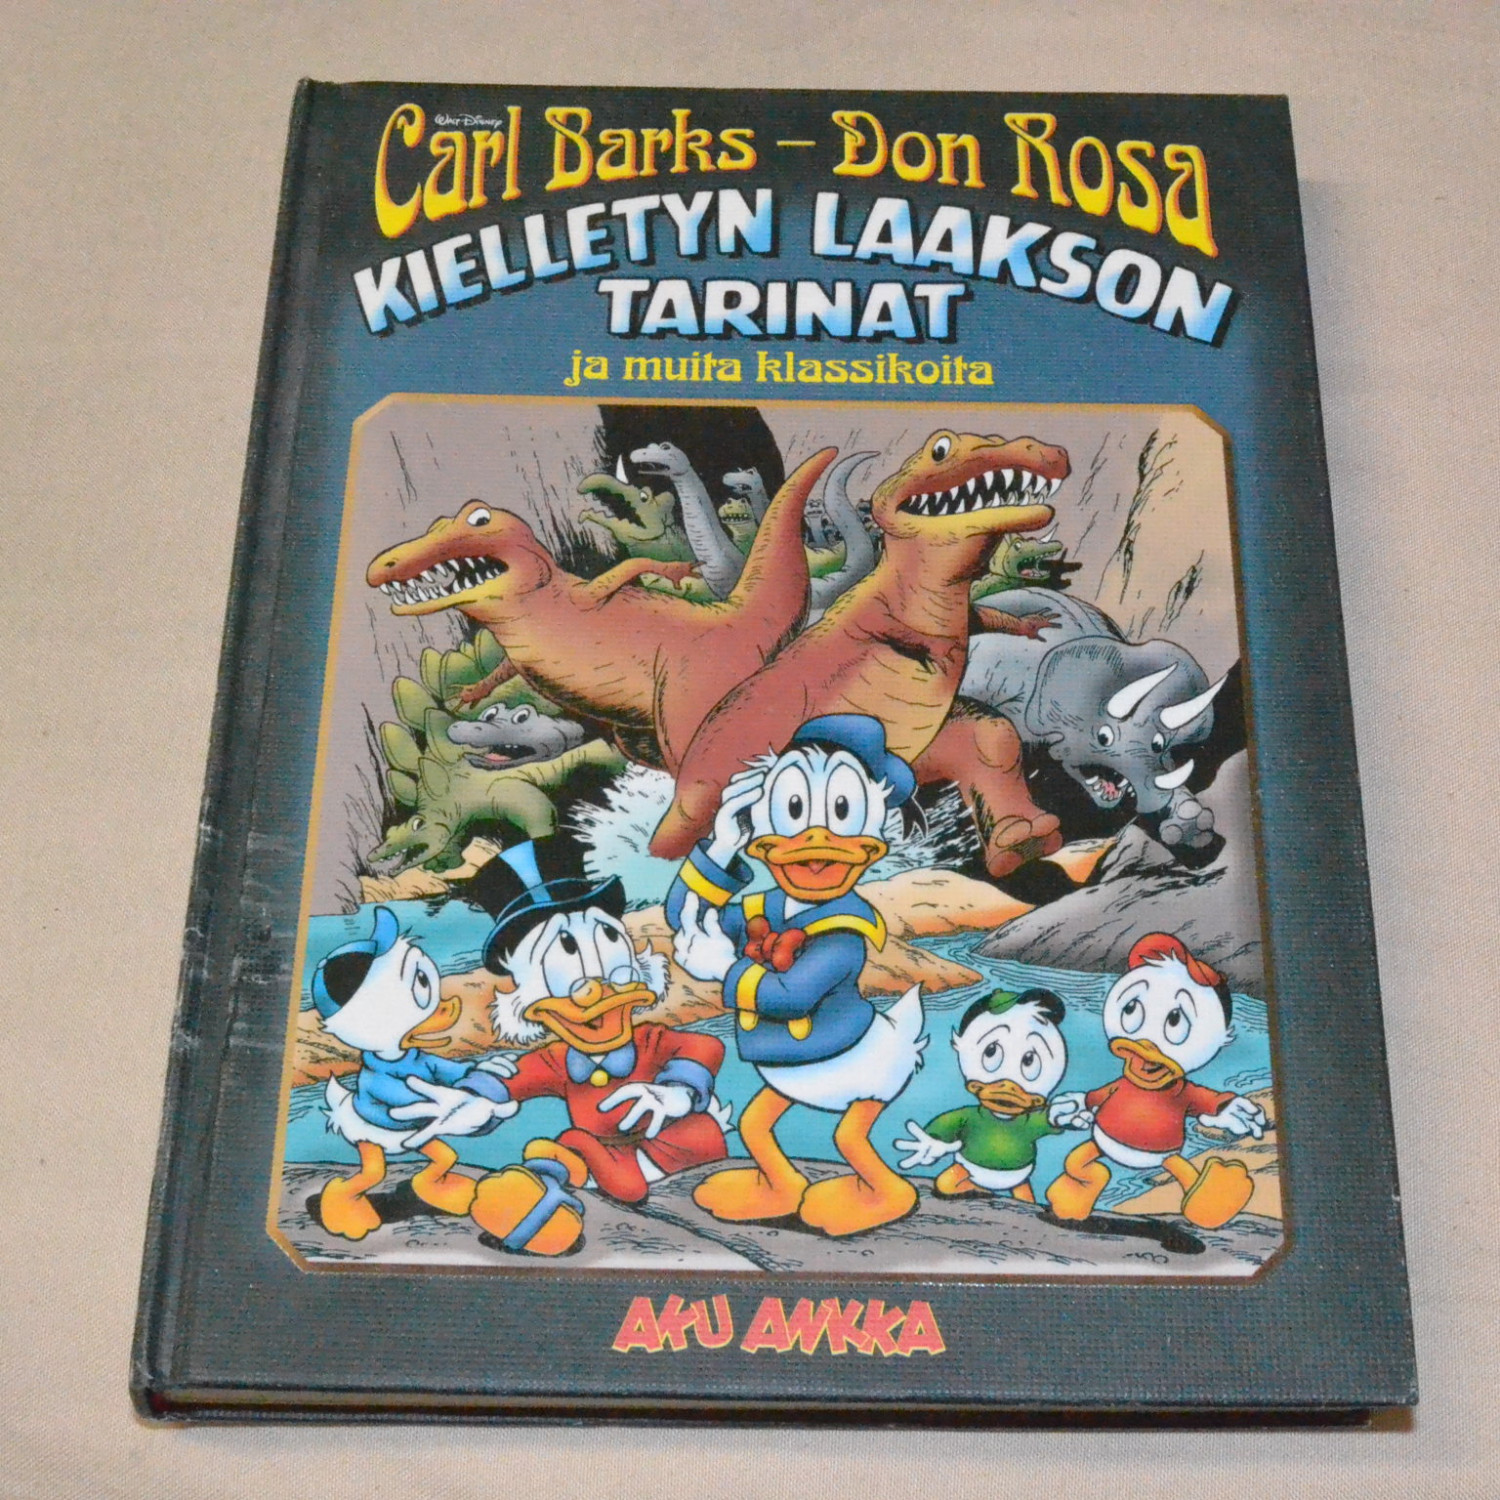 Walt Disney
Carl Barks – Don Rosa
KIELLETYN LAAKSON
TARINAT
ja muita klassikoita
AKU ANKKA